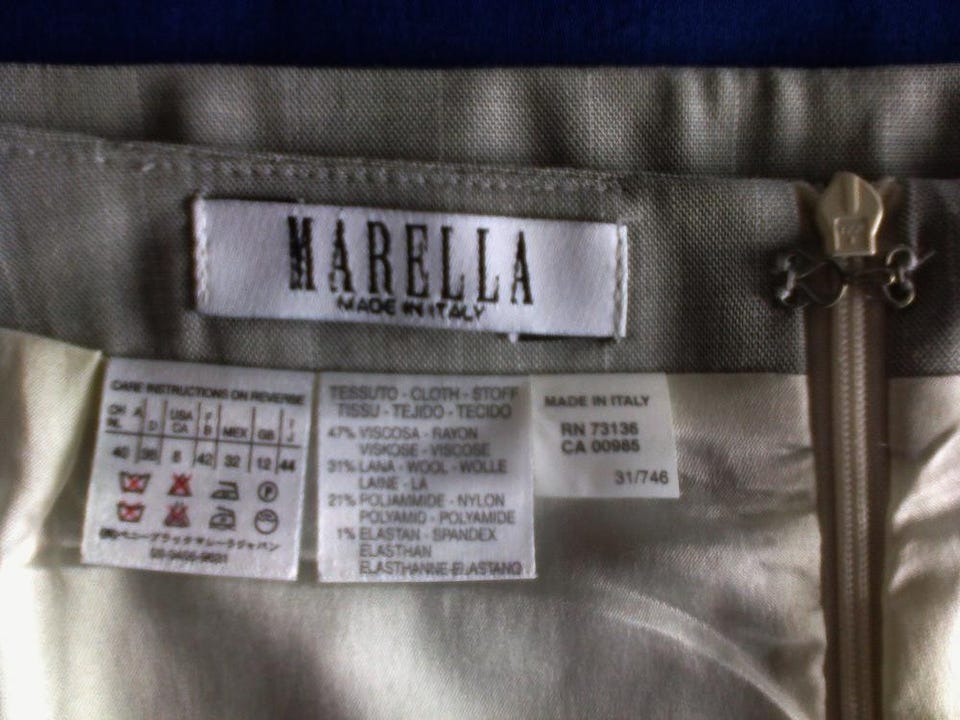 MARELLA
MADE IN ITALY
CARE INSTRUCTIONS ON REVERSE
CH A USA F T
NL D CA B MEX GB J
40 38 8 42 32 12 44
P
TESSUTO - CLOTH - STOFF
TISSU - TEJIDO - TECIDO
47% VISCOSA - RAYON
VISKOSE - VISCOSE
31% LANA - WOOL - WOLLE
LAINE - LA
21% POLIAMMIDE - NYLON
POLYAMID - POLYAMIDE
1% ELASTAN - SPANDEX
ELASTHAN
ELASTHANNE-ELASTANO
MADE IN ITALY
RN 73136
CA 00985
31/746